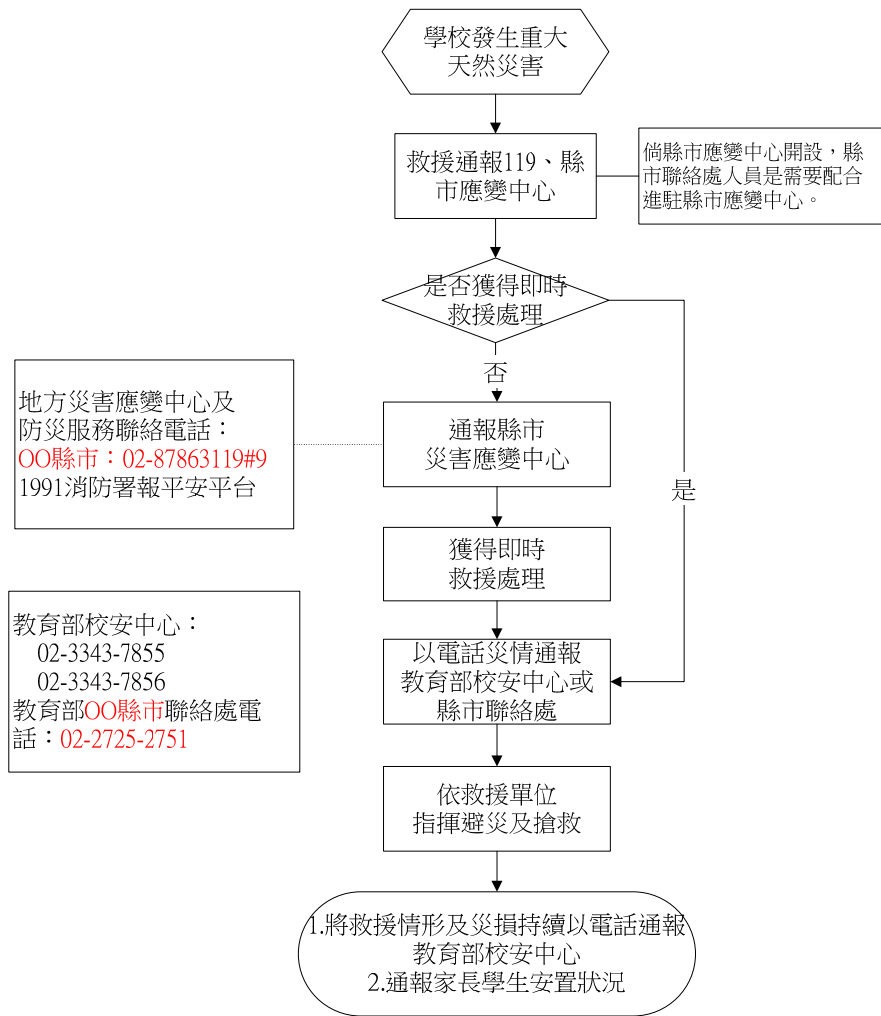 學校發生重大
天然災害
救援通報119、縣
市應變中心
倘縣市應變中心開設，縣
市聯絡處人員是需要配合
進駐縣市應變中心。
是否獲得即時
救援處理
否
是
地方災害應變中心及
防災服務聯絡電話：
OO縣市：02-87863119#9
1991消防署報平安平台
通報縣市
災害應變中心
獲得即時
救援處理
教育部校安中心：
02-3343-7855
02-3343-7856
教育部OO縣市聯絡處電
話：02-2725-2751
以電話災情通報
教育部校安中心或
縣市聯絡處
依救援單位
指揮避災及搶救
1.將救援情形及災損持續以電話通報
教育部校安中心
2.通報家長學生安置狀況